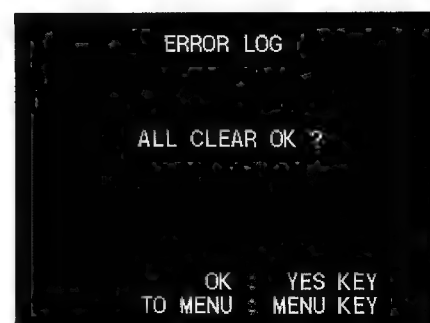 ERROR LOG
ALL CLEAR OK ?
OK : YES KEY
TO MENU : MENU KEY